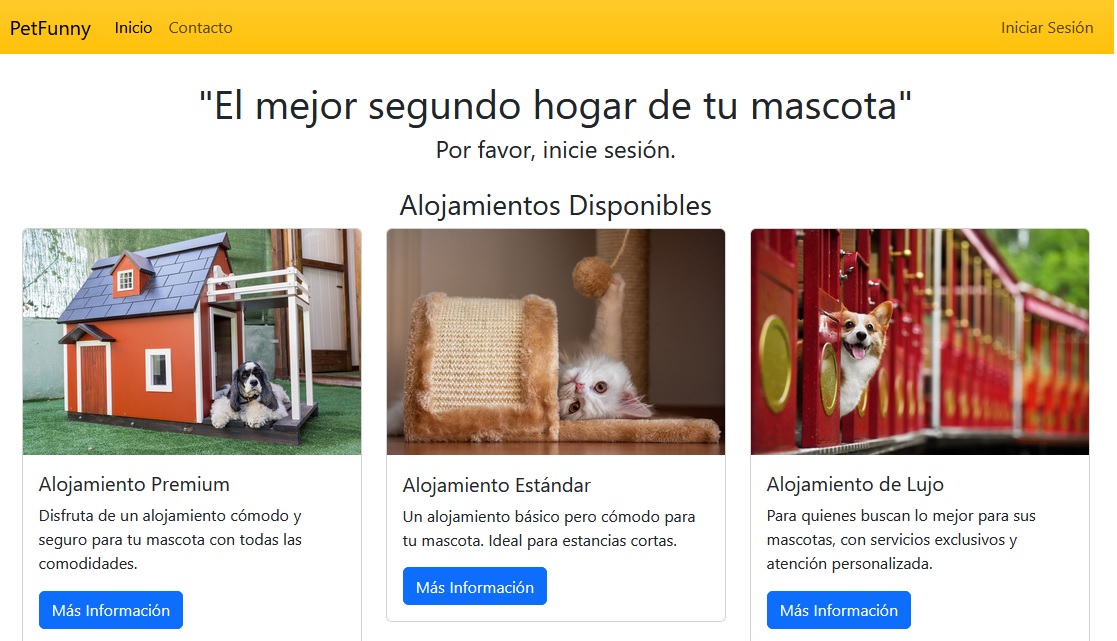 PetFunny Inicio Contacto Iniciar Sesión
"El mejor segundo hogar de tu mascota"
Por favor, inicie sesión.
Alojamientos Disponibles
Alojamiento Premium
Disfruta de un alojamiento cómodo y
seguro para tu mascota con todas las
comodidades.
Más Información
Alojamiento Estándar
Un alojamiento básico pero cómodo para
tu mascota. Ideal para estancias cortas.
Más Información
Alojamiento de Lujo
Para quienes buscan lo mejor para sus
mascotas, con servicios exclusivos y
atención personalizada.
Más Información